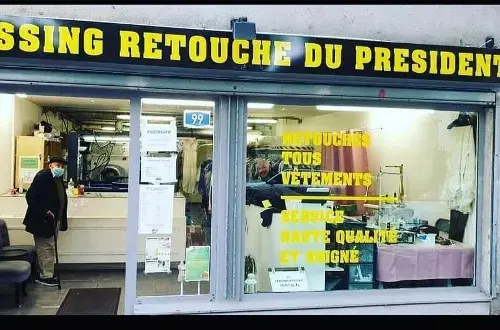 SSING RETOUCHE DU PRESIDENT
99
RETOUCHES
TOUS
VÊTEMENTS
SERVICE
HAUTE QUALITÉ
ET SOIGNÉ